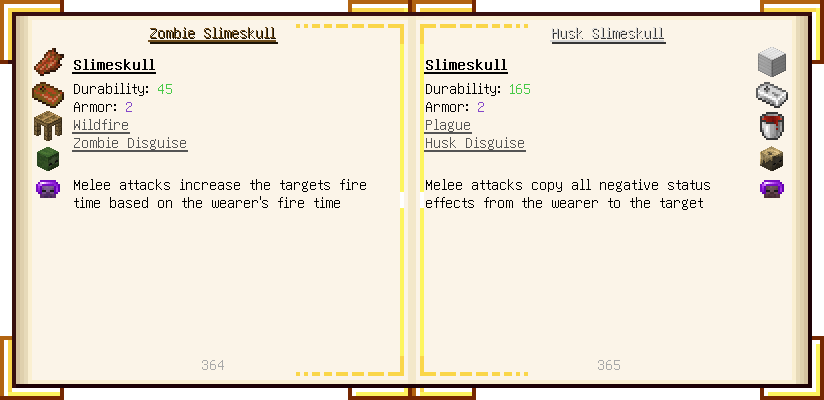 Zombie Slimeskull
Slimeskull
Durability: 45
Armor: 2
Wildfire
Zombie Disguise
Melee attacks increase the targets fire
time based on the wearer's fire time
364
Husk Slimeskull
Slimeskull
Durability: 165
Armor: 2
Plague
Husk Disguise
Melee attacks copy all negative status
effects from the wearer to the target
365